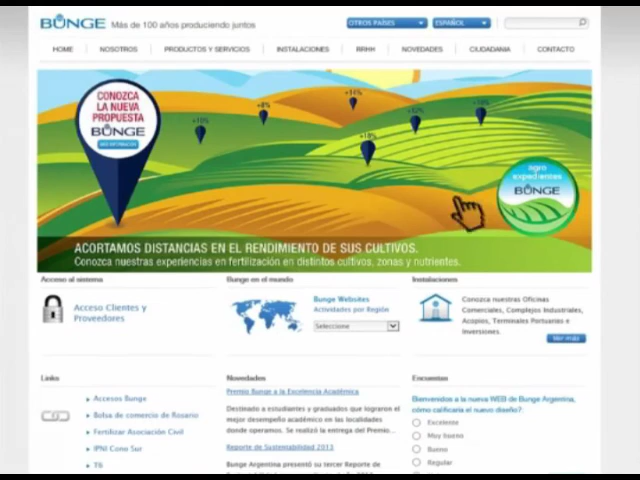 BUNGE Más de 100 años produciendo juntos
OTROS PAÍSES
ESPAÑOL
HOME
NOSOTROS
PRODUCTOS Y SERVICIOS
INSTALACIONES
RRHH
NOVEDADES
CIUDADANIA
CONTACTO
CONOZCA
LA NUEVA
PROPUESTA
BUNGE
+10%
+8%
+14%
+18%
agro
expedientes
BUNGE
ACORTAMOS DISTANCIAS EN EL RENDIMIENTO DE SUS CULTIVOS.
Conozca nuestras experiencias en fertilización en distintos cultivos, zonas y nutrientes.
Acceso al sistema
Acceso Clientes y
Proveedores
Bunge en el mundo
Bunge Websites
Actividades por Región
Seleccione
Instalaciones
Conozca nuestras Oficinas
Comerciales, Complejos Industriales,
Acopios, Terminales Portuarias e
Inversiones.
Ver más
Links
Accesos Bunge
Bolsa de comercio de Rosario
Fertilizar Asociación Civil
IPNI Cono Sur
T6
Novedades
Premio Bunge a la Excelencia Académica
Destinado a estudiantes y graduados que lograron el
mejor desempeño académico en las localidades
donde operamos. Se realizó la entrega del Premio...
Reporte de Sustentabilidad 2013
Bunge Argentina presentó su tercer Reporte de
Encuestas
Bienvenidos a la nueva WEB de Bunge Argentina,
cómo calificaría el nuevo diseño?:
Excelente
Muy bueno
Bueno
Regular